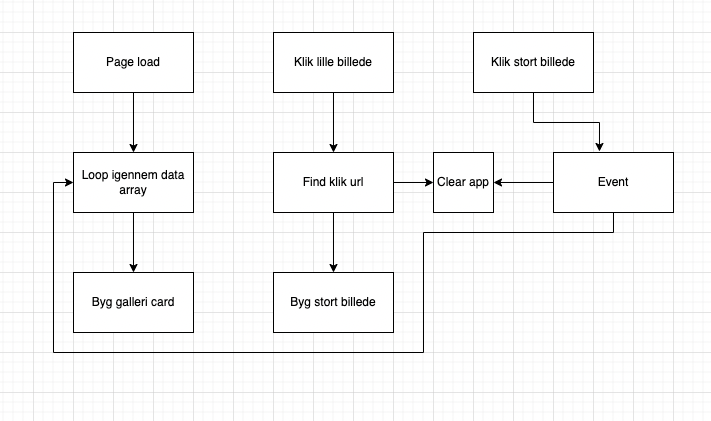 Page load
Klik lille billede
Klik stort billede
Loop igennem data
array
Find klik url
Clear app
Event
Byg galleri card
Byg stort billede